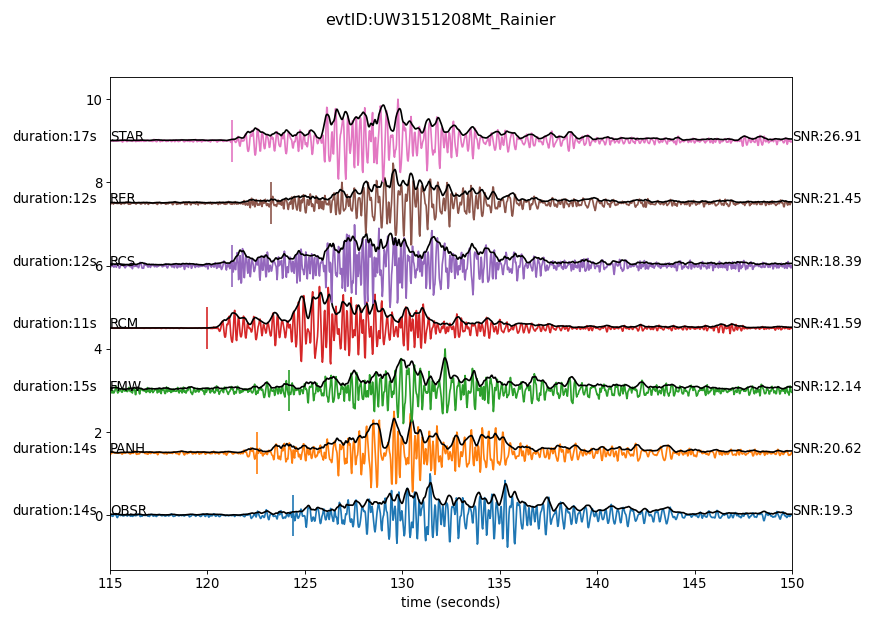 evtID:UW3151208Mt_Rainier
10
duration:17s STAR SNR:26.91
8
duration:12s RER SNR:21.45
duration:12s RCS SNR:18.39
6
duration:11s RCM SNR:41.59
4
duration:15s FMW SNR:12.14
2
duration:14s PANH SNR:20.62
duration:14s OBSR SNR:19.3
0
115 120 125 130 135 140 145 150
time (seconds)